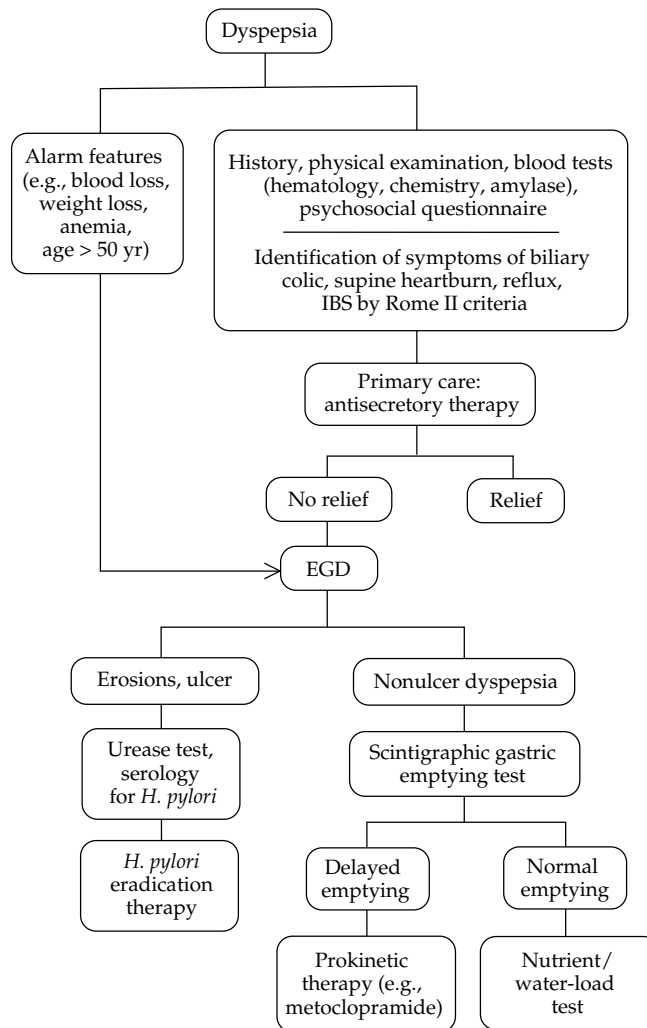 Dyspepsia
Alarm features
(e.g., blood loss,
weight loss,
anemia,
age > 50 yr)
History, physical examination, blood tests
(hematology, chemistry, amylase),
psychosocial questionnaire
Identification of symptoms of biliary
colic, supine heartburn, reflux,
IBS by Rome II criteria
Primary care:
antisecretory therapy
No relief
Relief
EGD
Erosions, ulcer
Nonulcer dyspepsia
Urease test,
serology
for H. pylori
Scintigraphic gastric
emptying test
H. pylori
eradication
therapy
Delayed
emptying
Normal
emptying
Prokinetic
therapy (e.g.,
metoclopramide)
Nutrient/
water-load
test